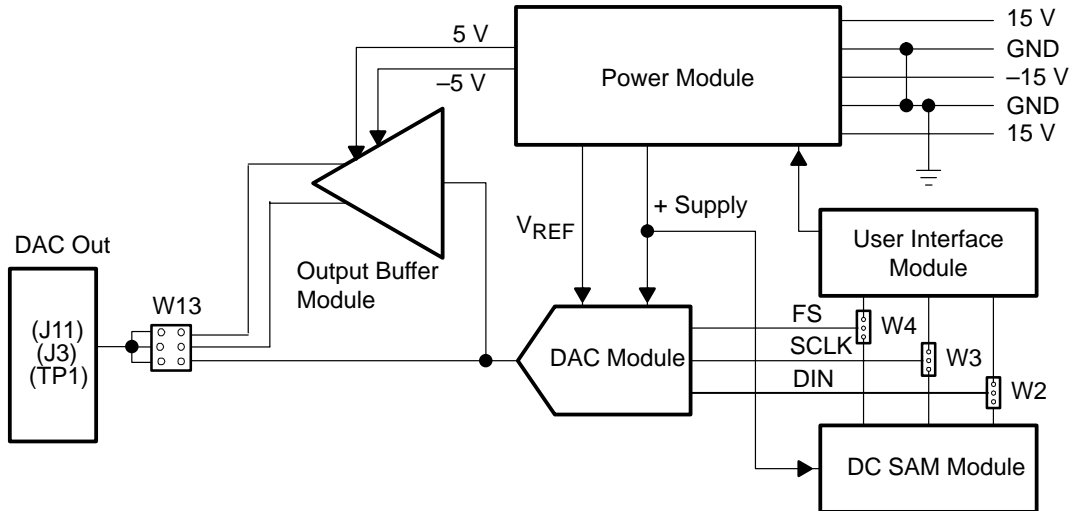 15 V
5 V
GND
–5 V
Power Module
–15 V
GND
15 V
VREF
+ Supply
User Interface
Module
DAC Out
Output Buffer
Module
W13
(J11)
(J3)
(TP1)
DAC Module
FS
W4
SCLK
W3
DIN
W2
DC SAM Module